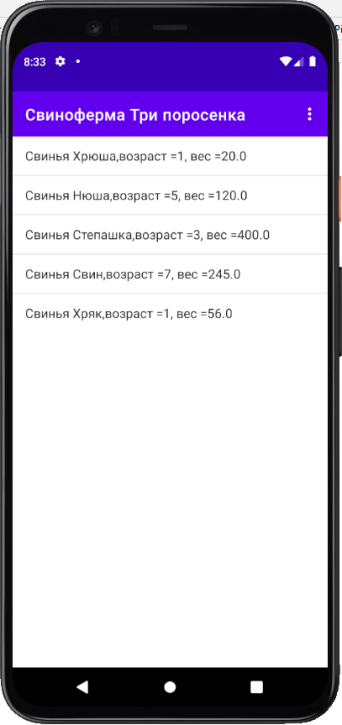 8:33
Свиноферма Три поросенка
Свинья Хрюша,возраст =1, вес =20.0
Свинья Нюша,возраст =5, вес =120.0
Свинья Степашка,возраст =3, вес =400.0
Свинья Свин,возраст =7, вес =245.0
Свинья Хряк,возраст =1, вес =56.0